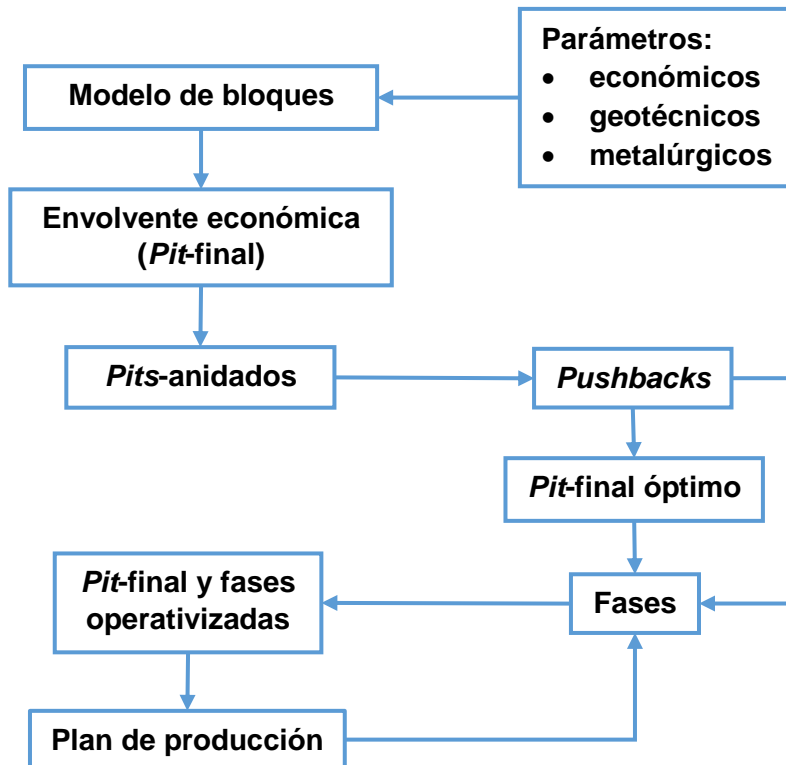 Parámetros:
• económicos
• geotécnicos
• metalúrgicos
Modelo de bloques
Envolvente económica
(Pit-final)
Pits-anidados
Pushbacks
Pit-final óptimo
Pit-final y fases
operativizadas
Fases
Plan de producción